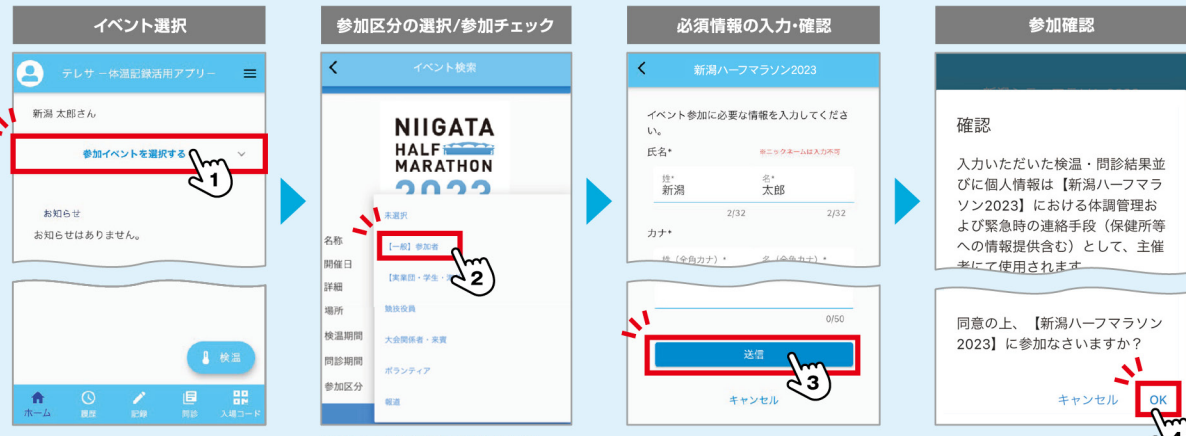 イベント選択
テレサ －体温記録活用アプリ－
新潟 太郎さん
参加イベントを選択する
1
お知らせ
お知らせはありません。
検温
ホーム
履歴
記録
問診
入場コード
参加区分の選択/参加チェック
イベント検索
NIIGATA
HALF
MARATHON
2023
未選択
【一般】参加者
2
【実業団・学生・
競技役員
大会関係者・来賓
ボランティア
報道
名称
開催日
詳細
場所
検温期間
問診期間
参加区分
必須情報の入力・確認
新潟ハーフマラソン2023
イベント参加に必要な情報を入力してくださ
い。
氏名*
※ニックネームは入力不可
姓*
名*
新潟
太郎
2/32
2/32
カナ*
姓（全角カナ）*
名（全角カナ）*
0/50
送信
3
キャンセル
参加確認
確認
入力いただいた検温・問診結果並
びに個人情報は【新潟ハーフマラ
ソン2023】における体調管理お
よび緊急時の連絡手段（保健所等
への情報提供含む）として、主催
者にて使用されます
同意の上、【新潟ハーフマラソン
2023】に参加なさいますか？
キャンセル
OK